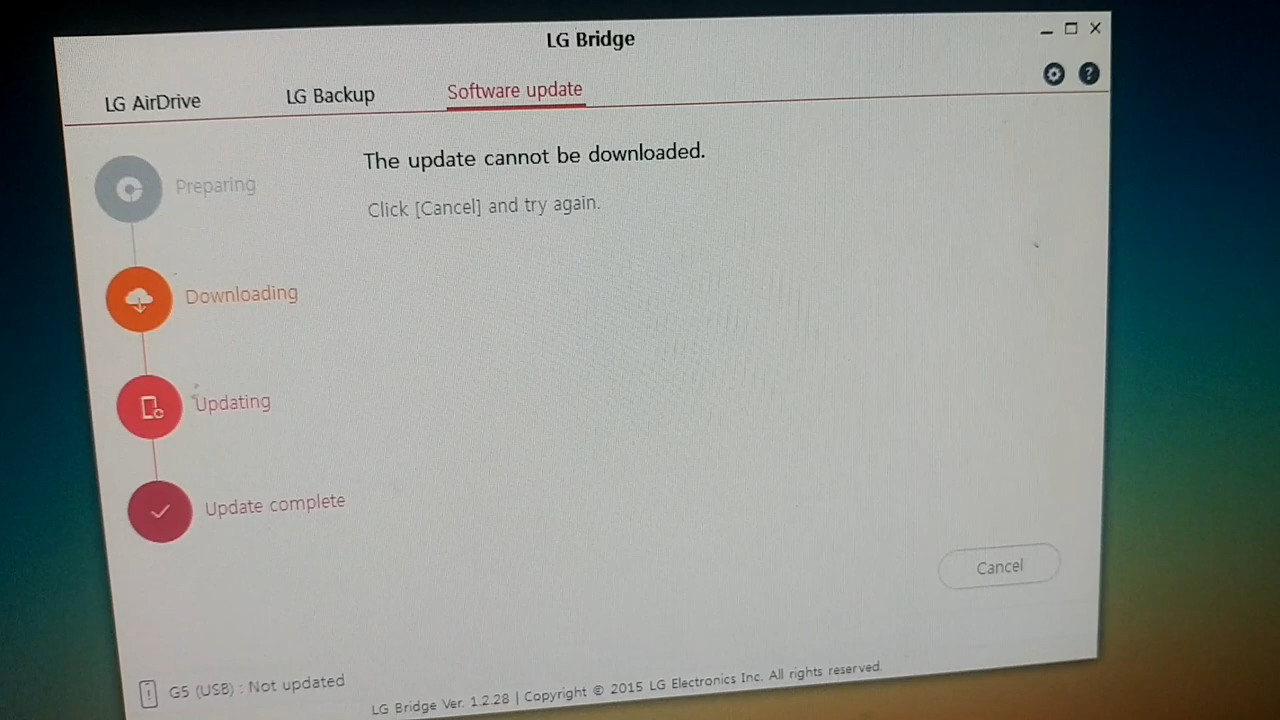 LG Bridge
LG AirDrive
LG Backup
Software update
?
Preparing
The update cannot be downloaded.
Click [Cancel] and try again.
Downloading
Updating
Update complete
Cancel
G5 (USB) : Not updated
LG Bridge Ver. 1.2.28 | Copyright © 2015 LG Electronics Inc. All rights reserved.